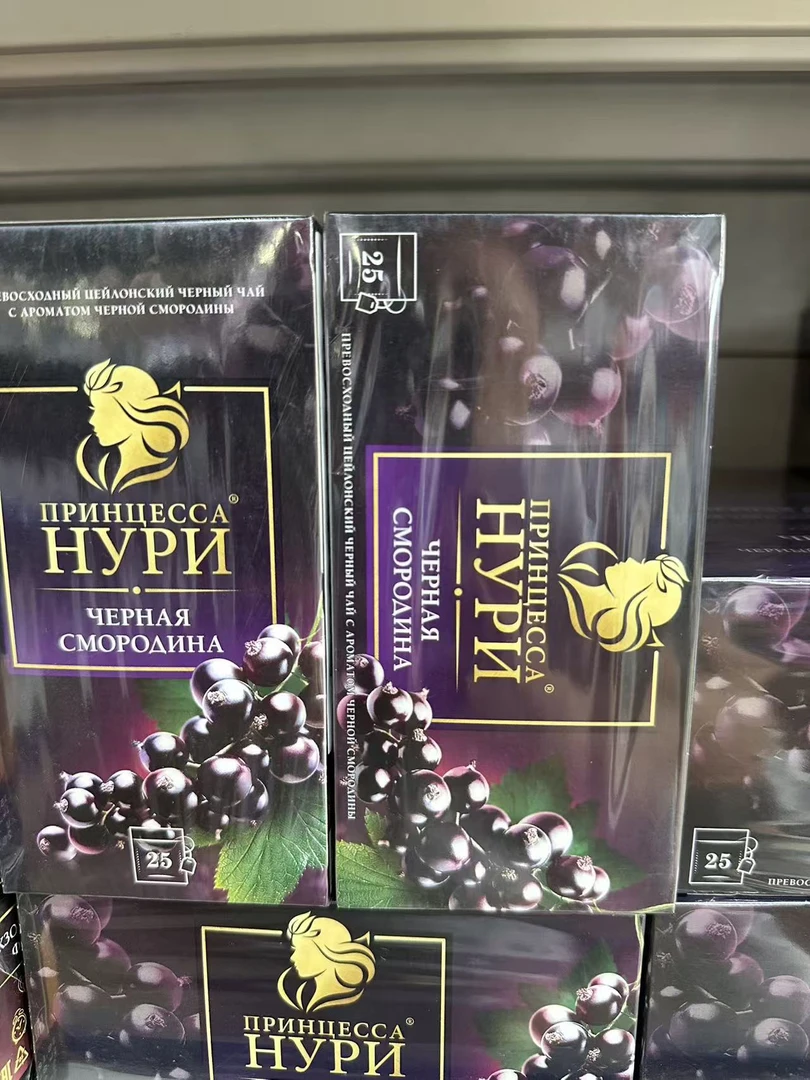 ЦЕЙЛОНСКИЙ ЧЕРНЫЙ ЧАЙ
С АРОМАТОМ ЧЕРНОЙ СМОРОДИНЫ
ПРИНЦЕССА®
НУРИ
ЧЕРНАЯ
СМОРОДИНА
25
25
ПРЕВОСХОДНЫЙ ЦЕЙЛОНСКИЙ ЧЕРНЫЙ ЧАЙ С АРОМАТОМ ЧЕРНОЙ СМОРОДИНЫ
ПРИНЦЕССА®
НУРИ
ЧЕРНАЯ
СМОРОДИНА
25
ПРИНЦЕССА®
НУРИ